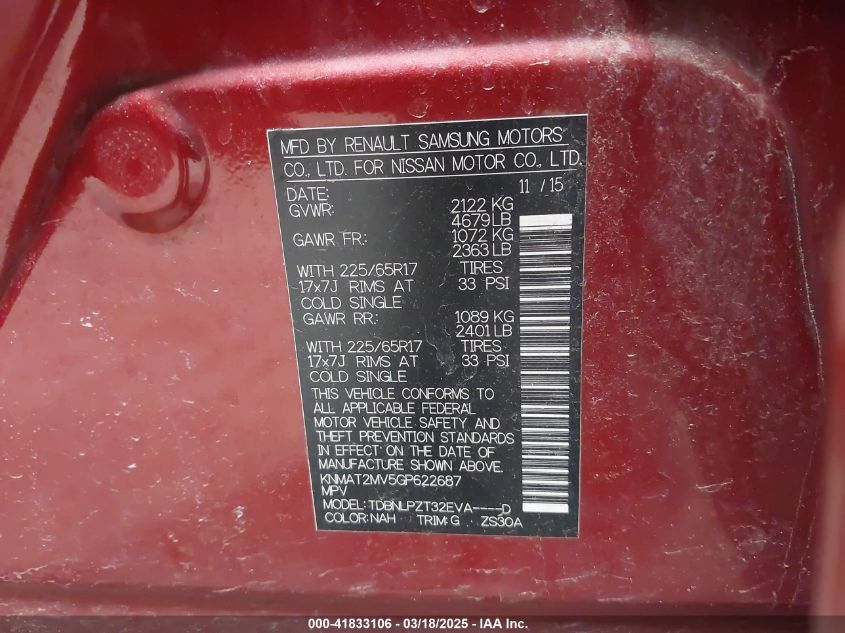 MFD BY RENAULT SAMSUNG MOTORS
CO., LTD. FOR NISSAN MOTOR CO., LTD.
DATE: 11 / 15
GVWR: 2122 KG
4679 LB
GAWR FR.: 1072 KG
2363 LB
WITH 225/65R17 TIRES
17x7J RIMS AT 33 PSI
COLD SINGLE
GAWR RR.: 1089 KG
2401 LB
WITH 225/65R17 TIRES
17x7J RIMS AT 33 PSI
COLD SINGLE
THIS VEHICLE CONFORMS TO
ALL APPLICABLE FEDERAL
MOTOR VEHICLE SAFETY AND
THEFT PREVENTION STANDARDS
IN EFFECT ON THE DATE OF
MANUFACTURE SHOWN ABOVE.
KNMAT2MV5GP622687
MPV
MODEL: TDBNLPZT32EVA----D
COLOR: NAH TRIM: G ZS30A
000-41833106 - 03/18/2025 - IAA Inc.